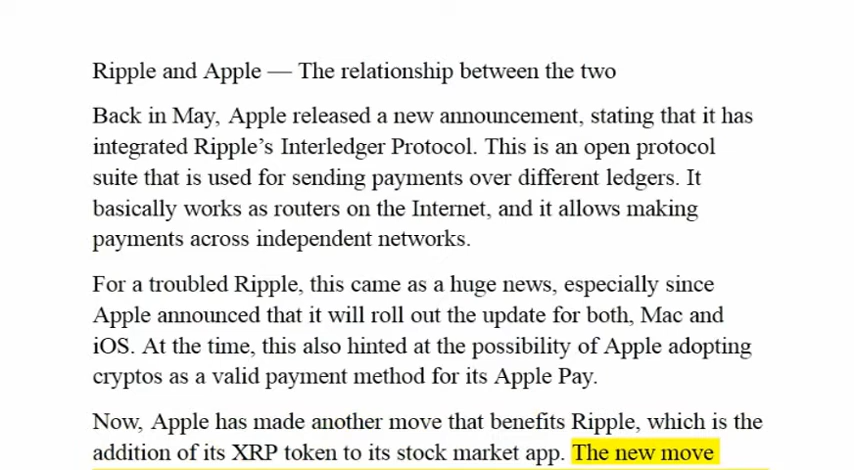 Ripple and Apple — The relationship between the two
Back in May, Apple released a new announcement, stating that it has
integrated Ripple’s Interledger Protocol. This is an open protocol
suite that is used for sending payments over different ledgers. It
basically works as routers on the Internet, and it allows making
payments across independent networks.
For a troubled Ripple, this came as a huge news, especially since
Apple announced that it will roll out the update for both, Mac and
iOS. At the time, this also hinted at the possibility of Apple adopting
cryptos as a valid payment method for its Apple Pay.
Now, Apple has made another move that benefits Ripple, which is the
addition of its XRP token to its stock market app. The new move